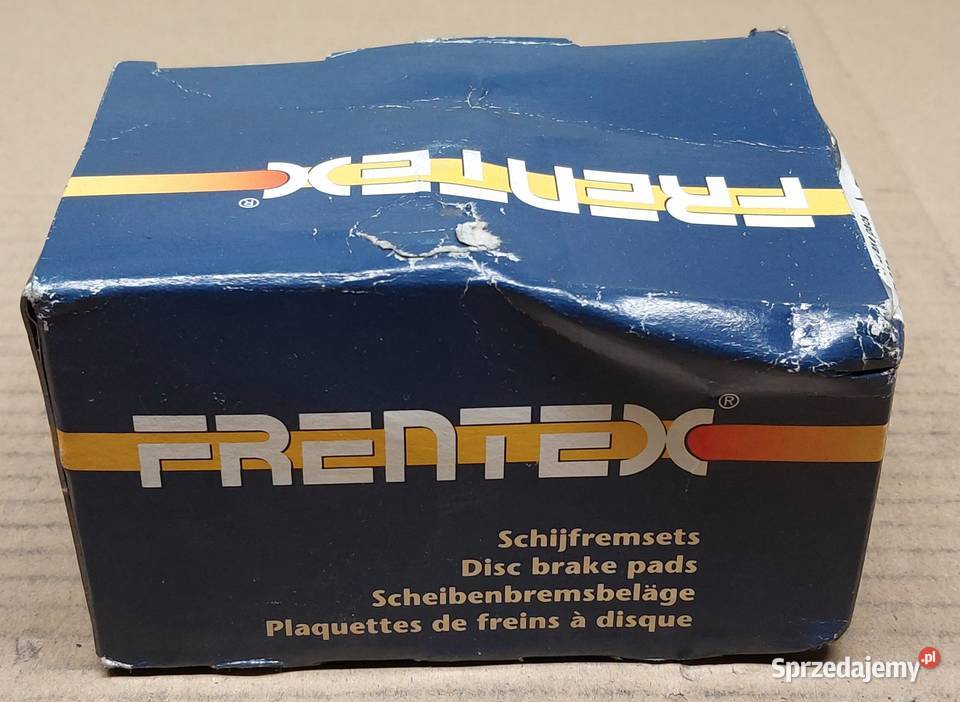 FRENTEX®
FRENTEX®
Schijfremsets
Disc brake pads
Scheibenbremsbeläge
Plaquettes de freins à disque
Sprzedajemy.pl